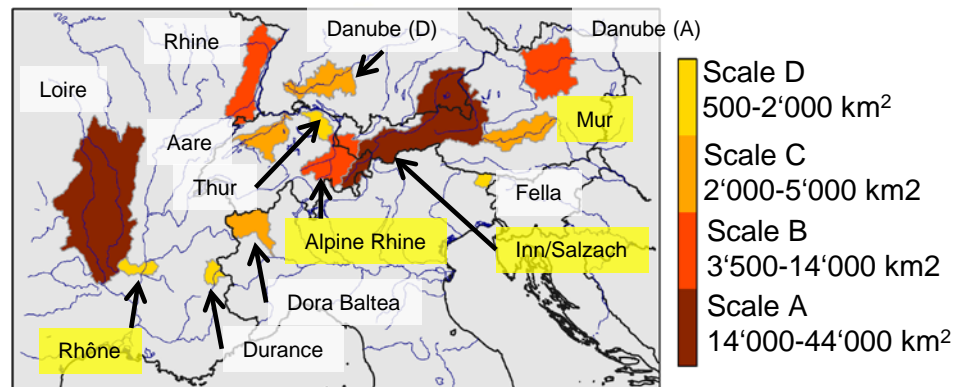 Rhine
Danube (D)
Danube (A)
Loire
Aare
Mur
Thur
Fella
Alpine Rhine
Inn/Salzach
Dora Baltea
Rhône
Durance
Scale D
500-2‘000 km²
Scale C
2‘000-5‘000 km2
Scale B
3‘500-14‘000 km2
Scale A
14‘000-44‘000 km²